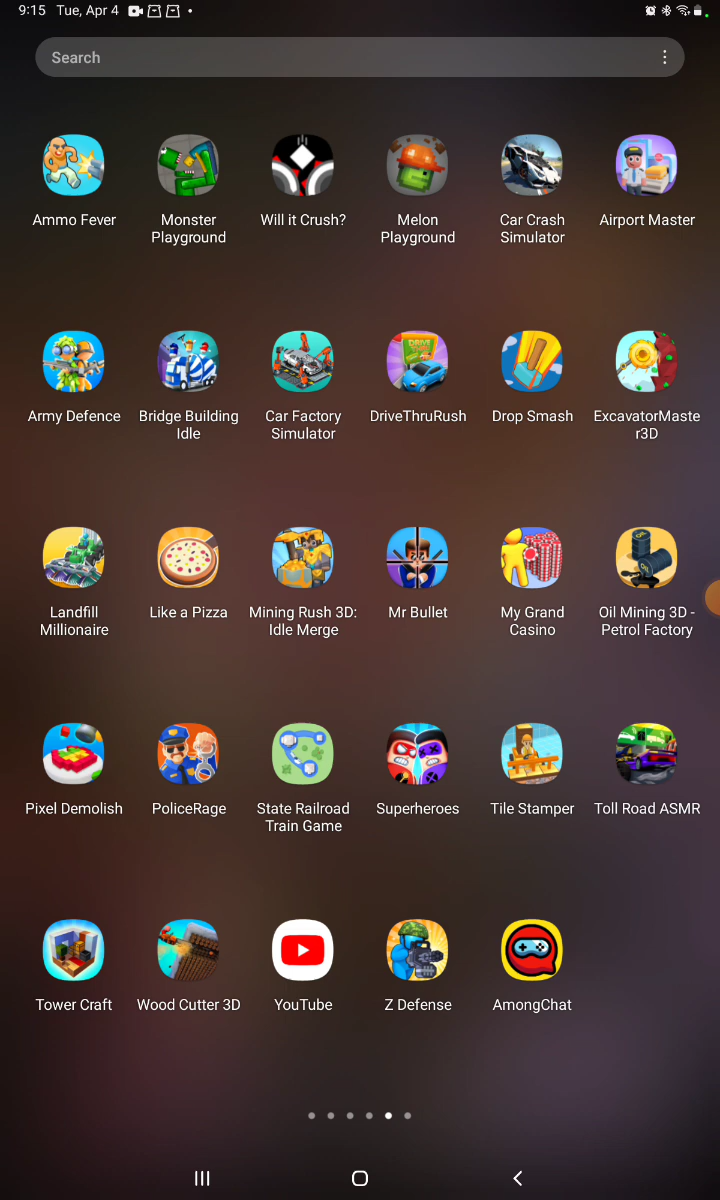 9:15 Tue, Apr 4
Search
Ammo Fever
Monster
Playground
Will it Crush?
Melon
Playground
Car Crash
Simulator
Airport Master
Army Defence
Bridge Building
Idle
Car Factory
Simulator
DRIVE
DriveThruRush
Drop Smash
ExcavatorMaste
r3D
Landfill
Millionaire
Like a Pizza
Mining Rush 3D:
Idle Merge
Mr Bullet
My Grand
Casino
OIL
Oil Mining 3D -
Petrol Factory
Pixel Demolish
PoliceRage
State Railroad
Train Game
Superheroes
Tile Stamper
Toll Road ASMR
Tower Craft
Wood Cutter 3D
YouTube
Z Defense
AmongChat